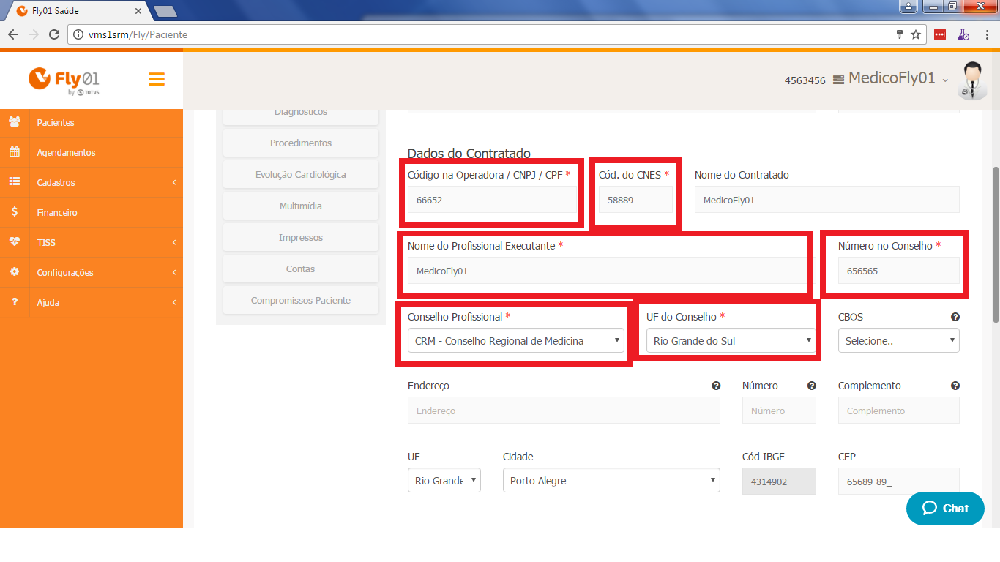 Fly01 Saúde
vms1srm/Fly/Paciente
Fly01
by TOTVS
4563456 MedicoFly01
Pacientes
Agendamentos
Cadastros
Financeiro
TISS
Configurações
Ajuda
Diagnósticos
Procedimentos
Evolução Cardiológica
Multimídia
Impressos
Contas
Compromissos Paciente
Dados do Contratado
Código na Operadora / CNPJ / CPF * Cód. do CNES * Nome do Contratado
66652 58889 MedicoFly01
Nome do Profissional Executante * Número no Conselho *
MedicoFly01 656565
Conselho Profissional * UF do Conselho * CBOS
CRM - Conselho Regional de Medicina Rio Grande do Sul Selecione..
Endereço Número Complemento
Endereço Número Complemento
UF Cidade Cód IBGE CEP
Rio Grande Porto Alegre 4314902 65689-89_
Chat